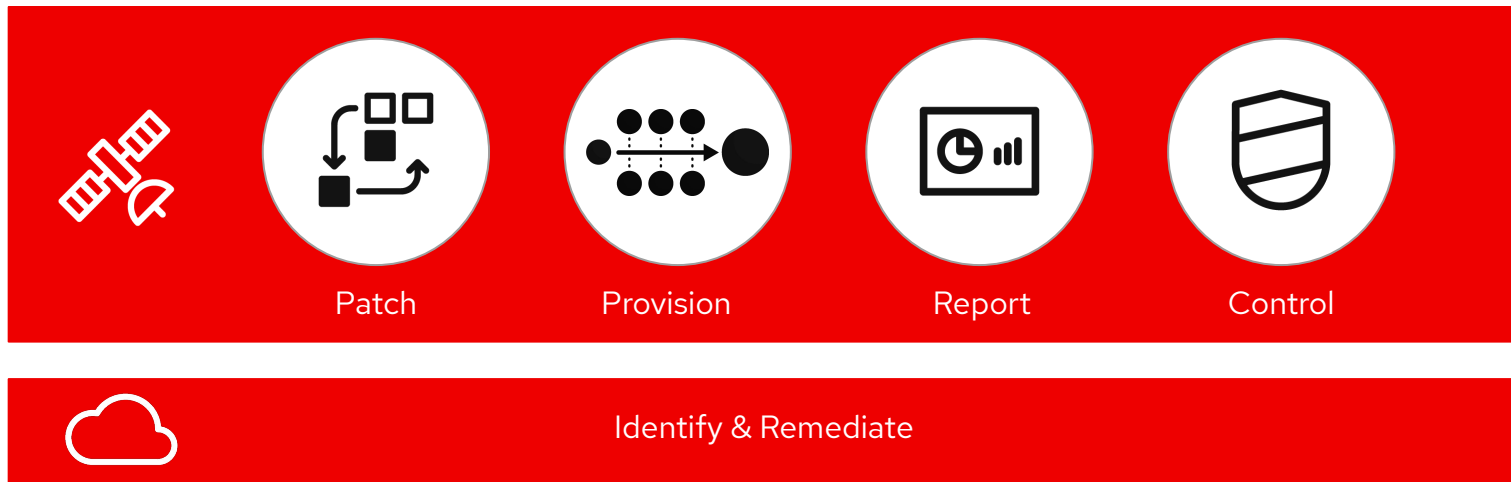 Patch
Provision
Report
Control
Identify & Remediate